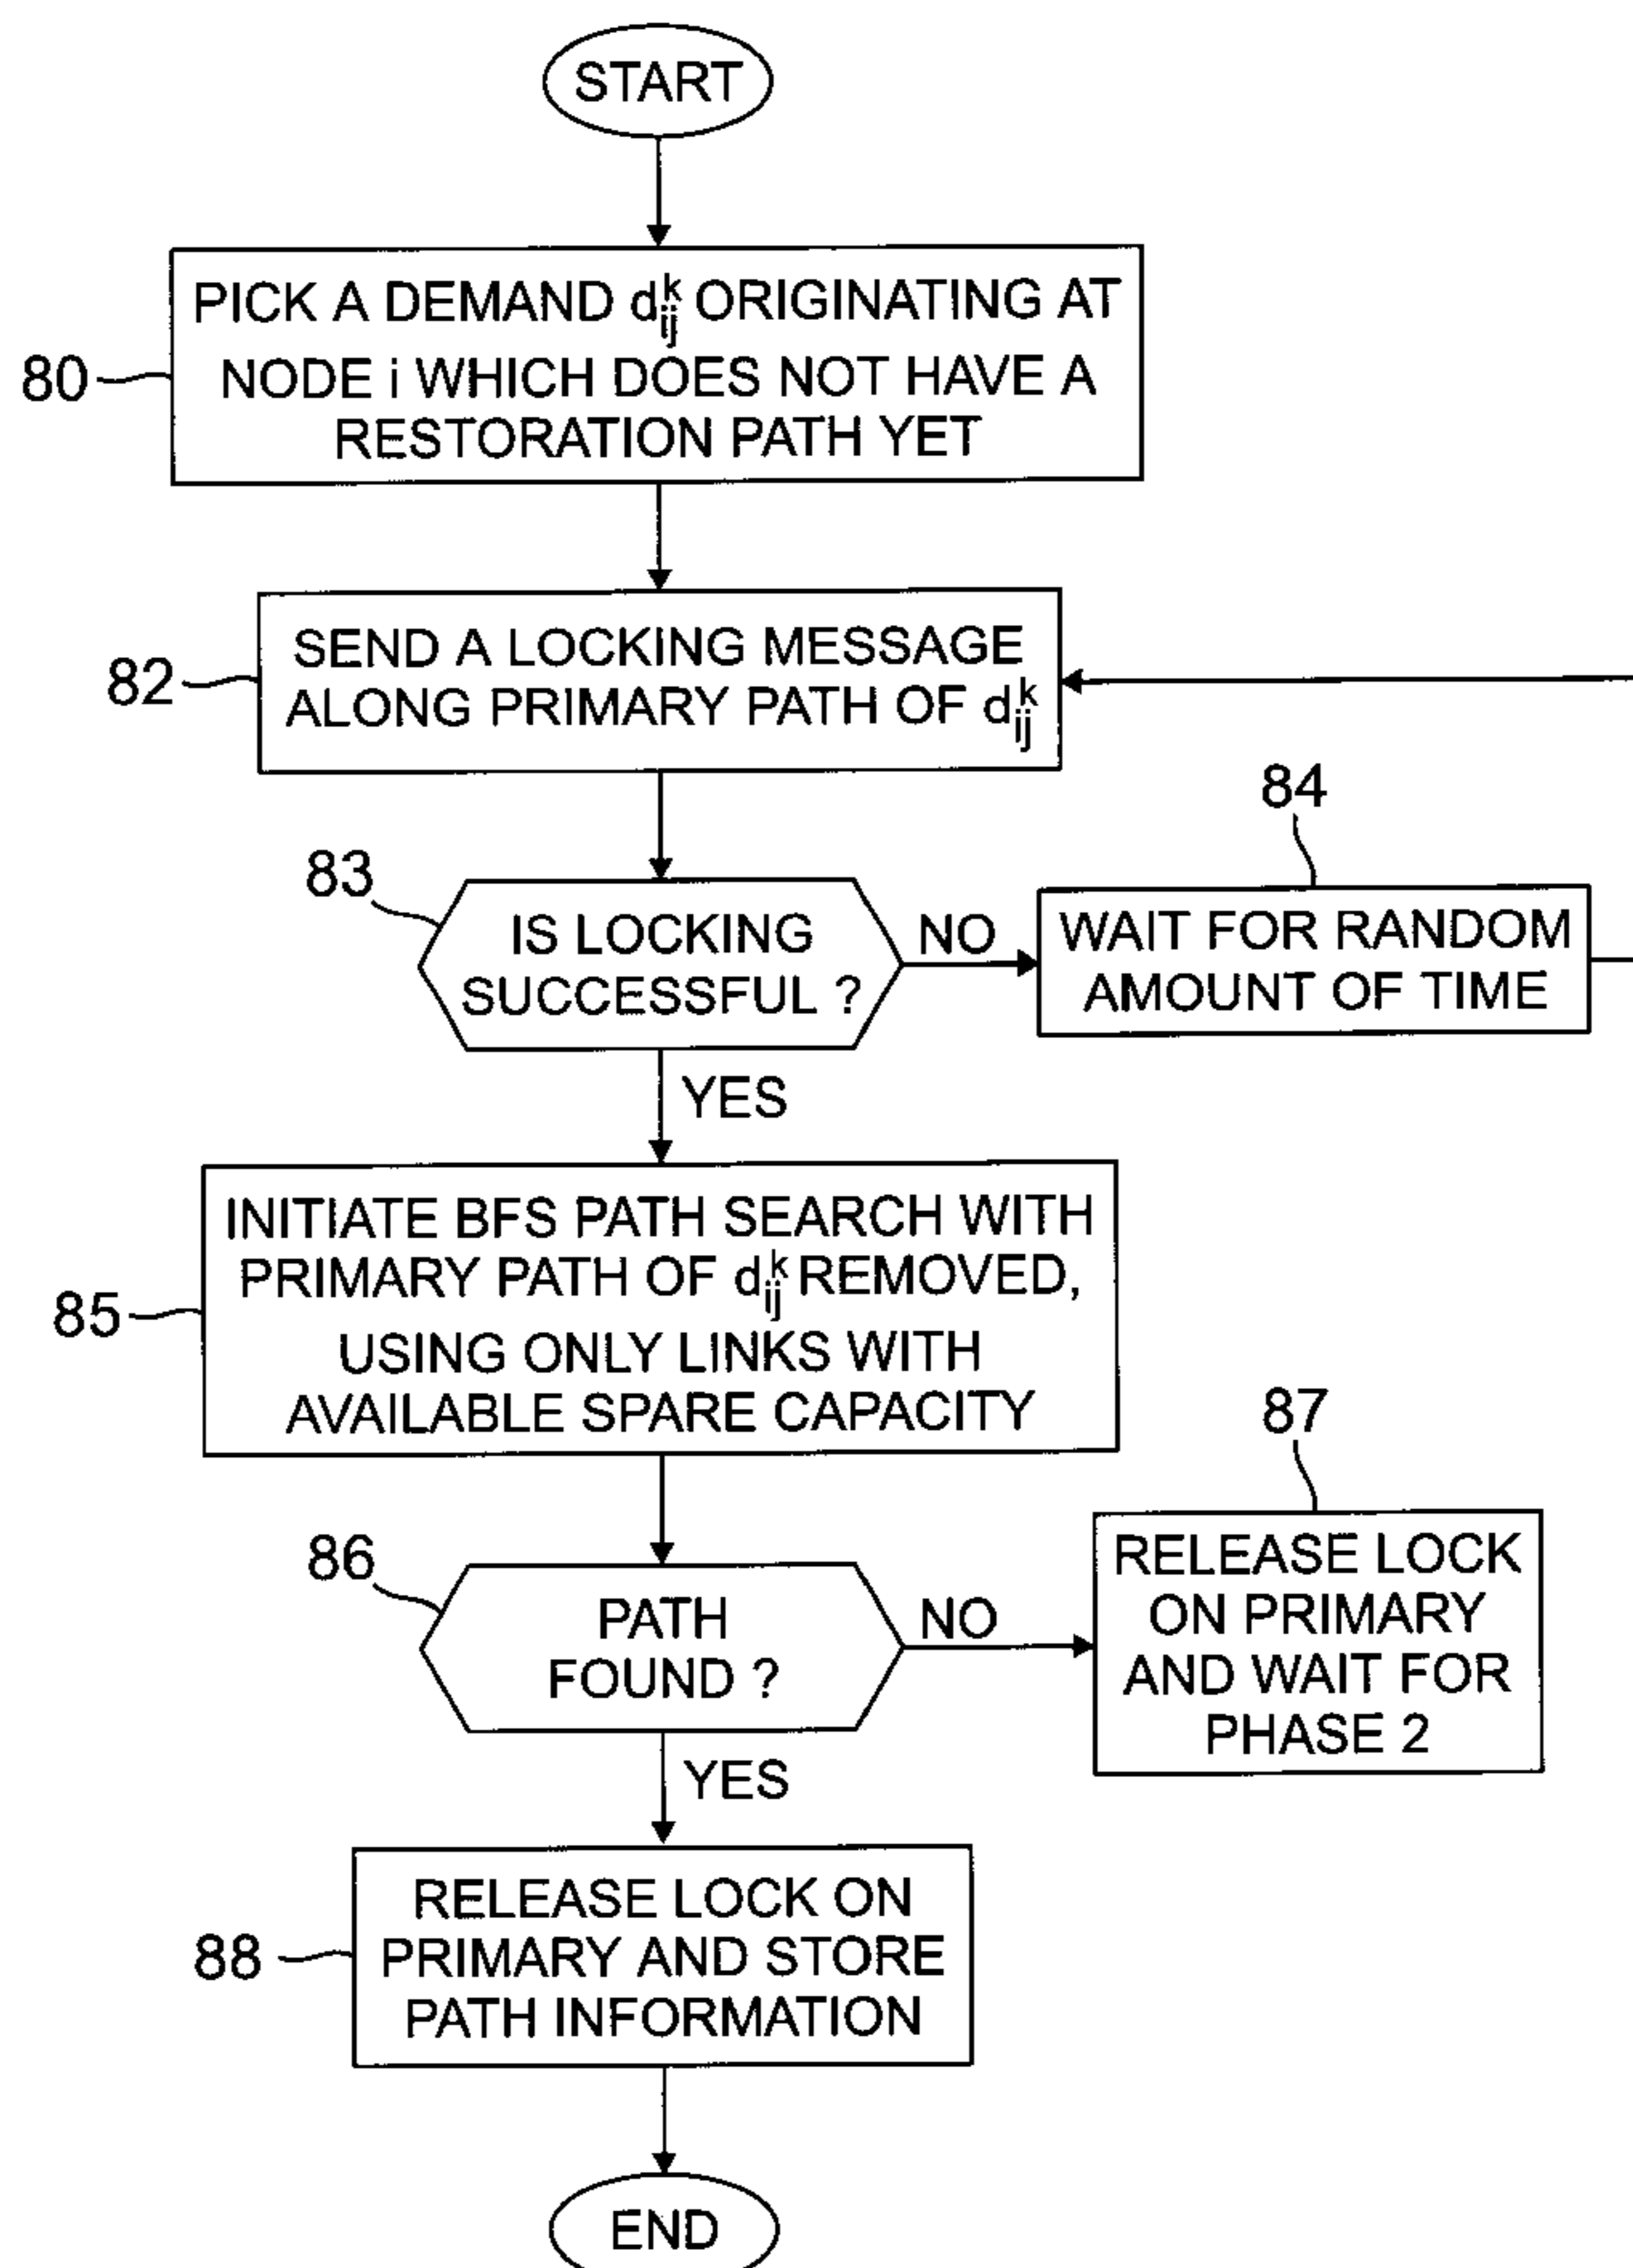 START
80
PICK A DEMAND d^k_ij ORIGINATING AT
NODE i WHICH DOES NOT HAVE A
RESTORATION PATH YET
82
SEND A LOCKING MESSAGE
ALONG PRIMARY PATH OF d^k_ij
83
IS LOCKING
SUCCESSFUL ?
NO
84
WAIT FOR RANDOM
AMOUNT OF TIME
YES
85
INITIATE BFS PATH SEARCH WITH
PRIMARY PATH OF d^k_ij REMOVED,
USING ONLY LINKS WITH
AVAILABLE SPARE CAPACITY
86
PATH
FOUND ?
NO
87
RELEASE LOCK
ON PRIMARY
AND WAIT FOR
PHASE 2
YES
88
RELEASE LOCK ON
PRIMARY AND STORE
PATH INFORMATION
END